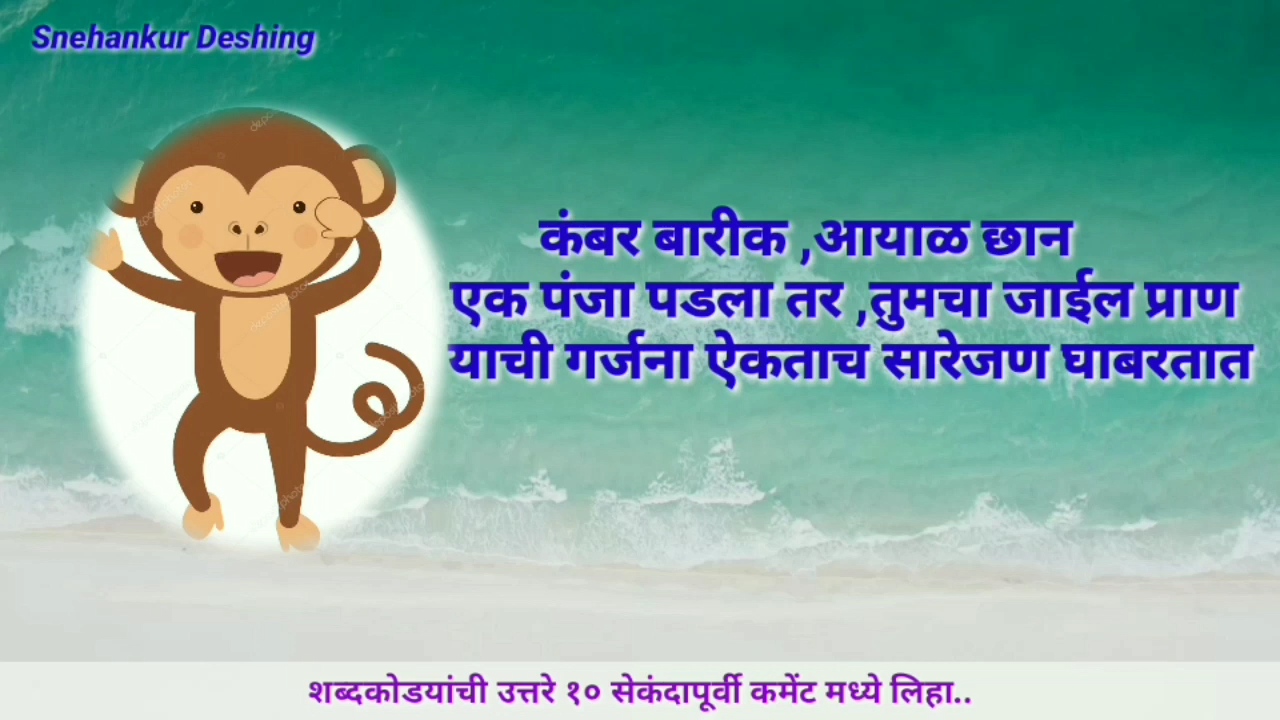 Snehankur Deshing
कंबर बारीक ,आयाळ छान
एक पंजा पडला तर ,तुमचा जाईल प्राण
याची गर्जना ऐकताच सारेजण घाबरतात
शब्दकोडयांची उत्तरे १० सेकंदापूर्वी कमेंट मध्ये लिहा..